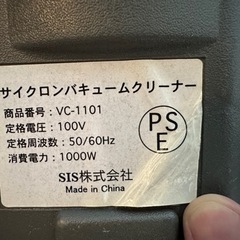 サイクロンバキュームクリーナー
商品番号：VC-1101
定格電圧：100V
定格周波数：50/60Hz
消費電力：1000W
PS
E
SIS株式会社
Made in China